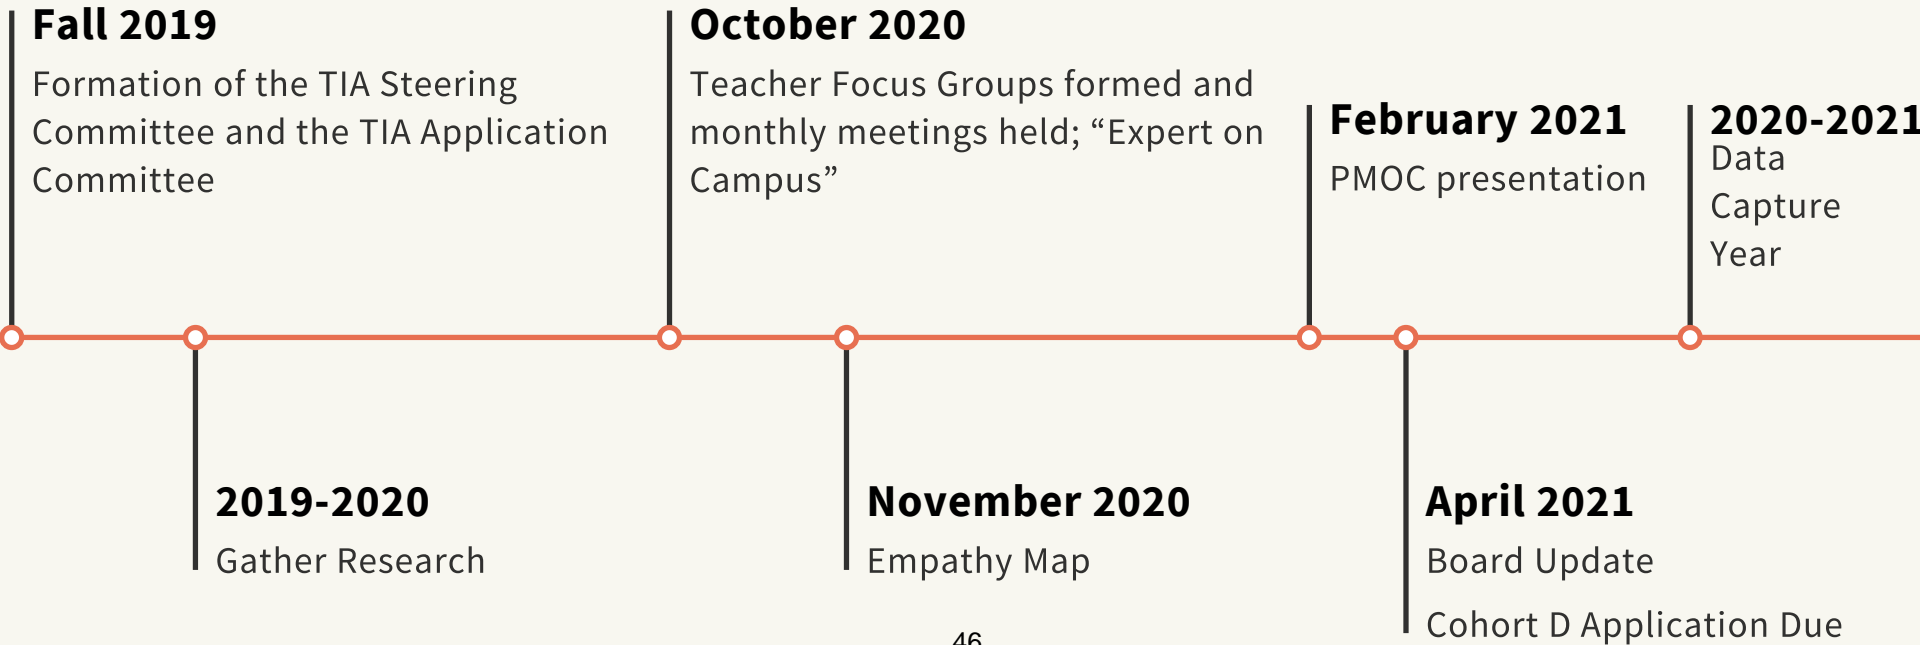 Fall 2019
Formation of the TIA Steering
Committee and the TIA Application
Committee
October 2020
Teacher Focus Groups formed and
monthly meetings held; “Expert on
Campus”
February 2021
PMOC presentation
2020-2021
Data
Capture
Year
2019-2020
Gather Research
November 2020
Empathy Map
April 2021
Board Update
Cohort D Application Due
46